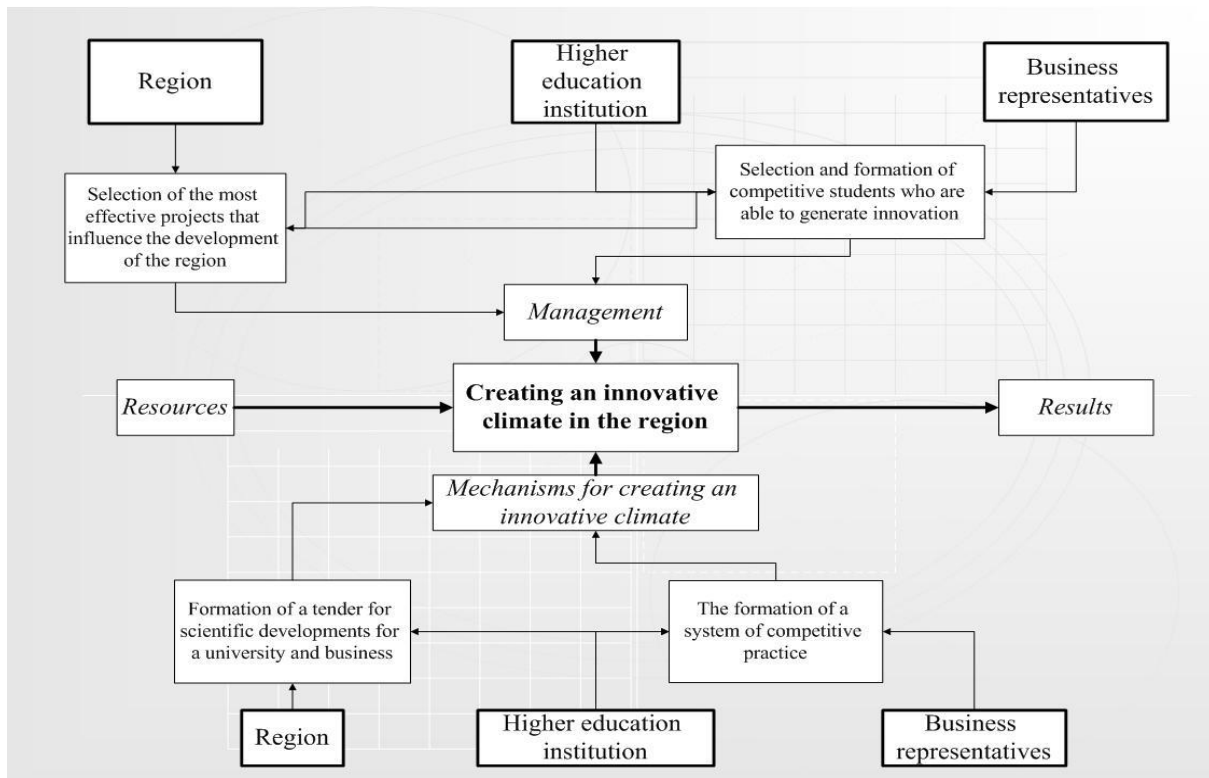 Region
Higher
education
institution
Business
representatives
Selection of the most
effective projects that
influence the development
of the region
Selection and formation of
competitive students who are
able to generate innovation
Management
Resources
Creating an innovative
climate in the region
Results
Mechanisms for creating an
innovative climate
Formation of a tender for
scientific developments for
a university and business
The formation of a
system of competitive
practice
Region
Higher education
institution
Business
representatives